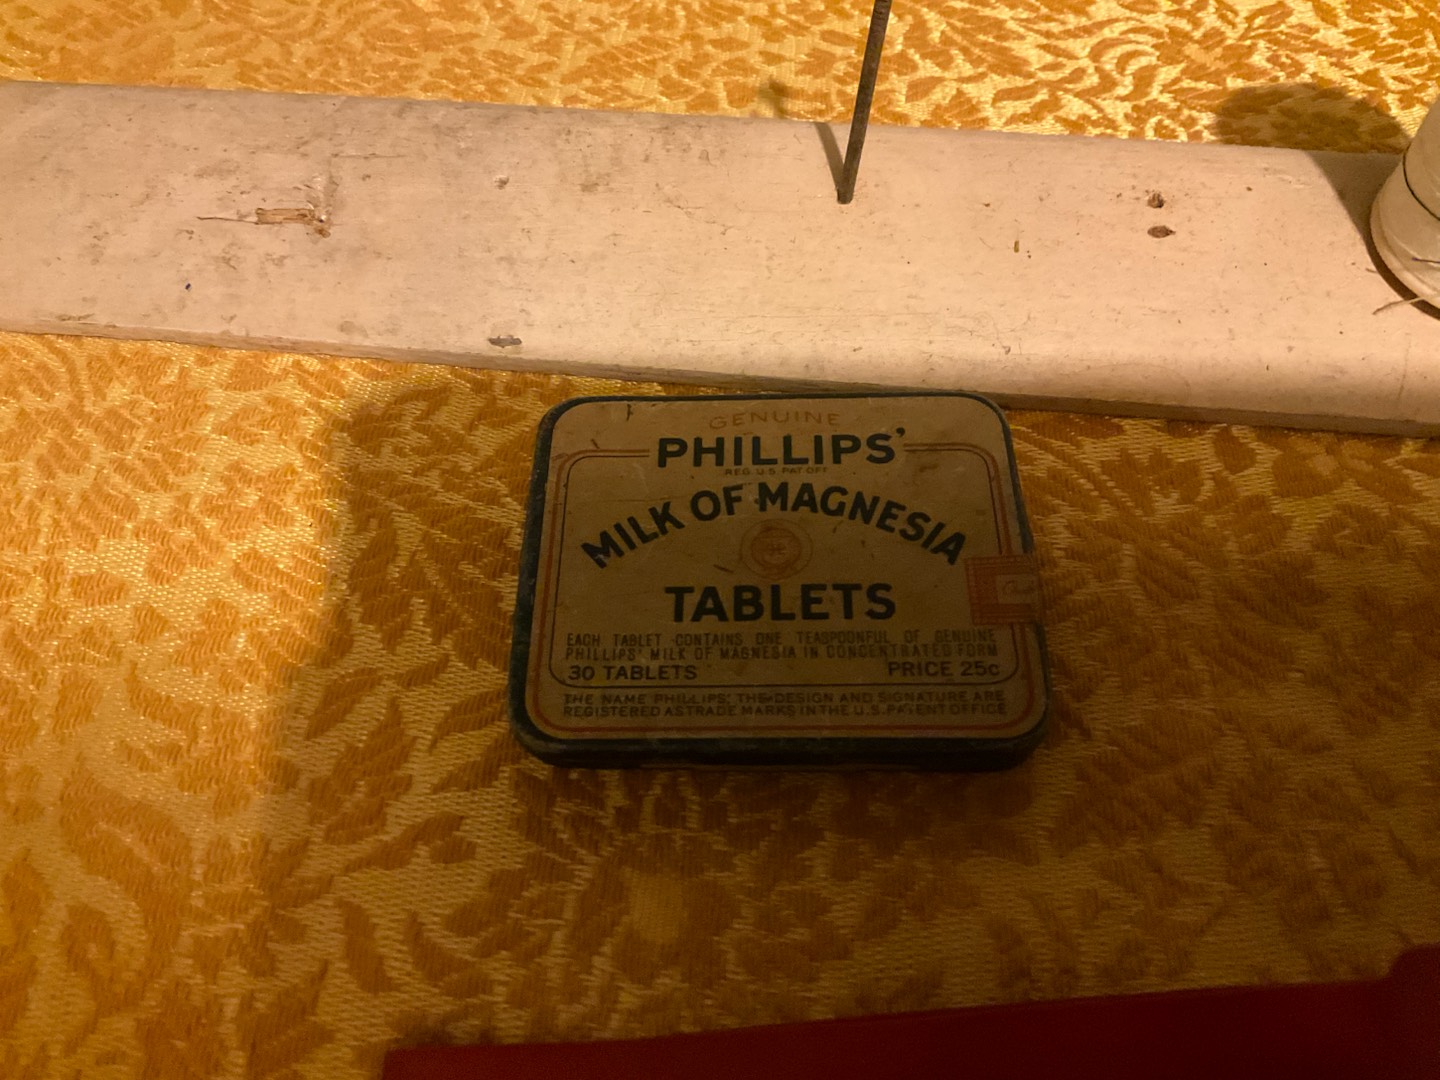 GENUINE
PHILLIPS'
REG. U.S. PAT. OFF.
MILK OF MAGNESIA
TABLETS
EACH TABLET CONTAINS ONE TEASPOONFUL OF GENUINE
PHILLIPS' MILK OF MAGNESIA IN CONCENTRATED FORM
30 TABLETS PRICE 25c
THE NAME PHILLIPS', THE DESIGN AND SIGNATURE ARE
REGISTERED AS TRADE MARKS IN THE U.S. PATENT OFFICE